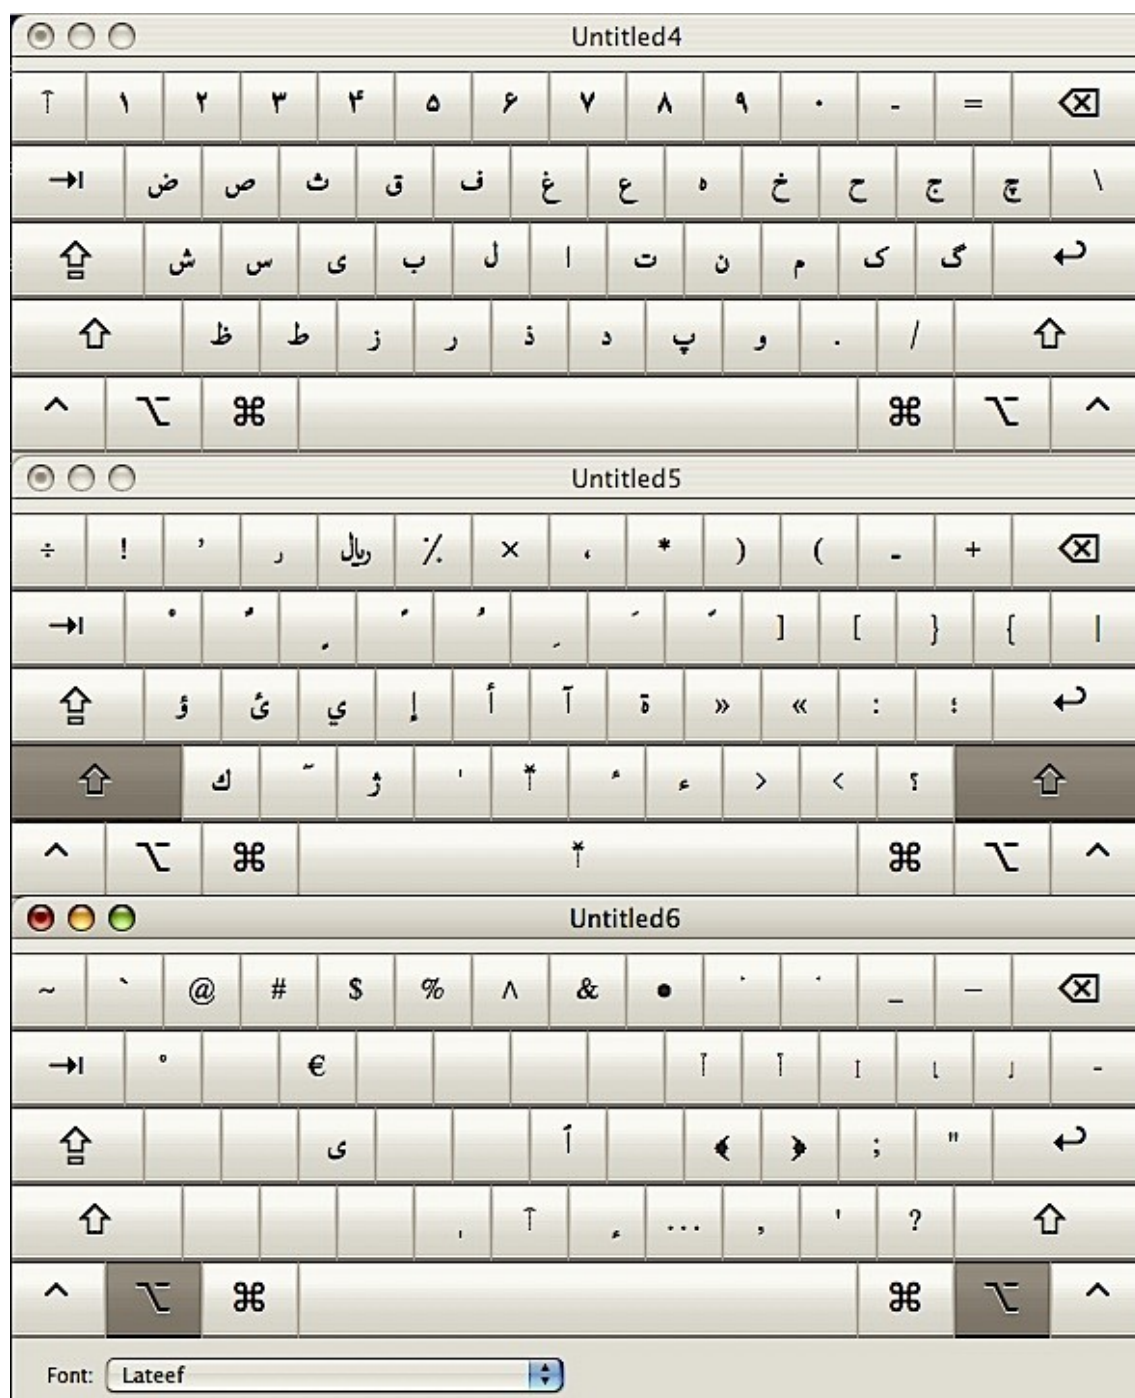 Untitled4
۱ ۲ ۳ ۴ ۵ ۶ ۷ ۸ ۹ ۰ - =
ض ص ث ق ف غ ع ه خ ح ج چ \
ش س ی ب ل ا ت ن م ک گ
ظ ط ز ر ذ د پ و . /
Untitled5
÷ ! ٬ ر ریال ٪ × ، * ) ( ـ +
ْ ٌ ٍ ً ُ ِ َ ّ ] [ } { |
ؤ ئ ي إ أ آ ة » « : ؛
ك ژ ء > < ؟
Untitled6
~ ` @ # $ % ^ & • _ −
° € -
ی ٱ ﴾ ﴿ ; "
... , ' ?
Font: Lateef